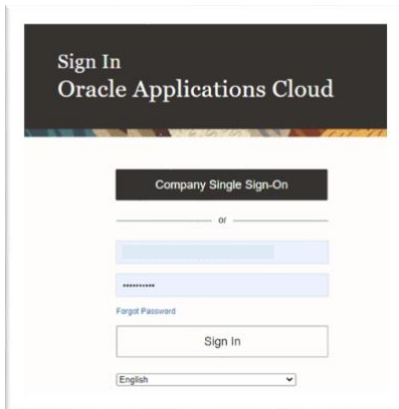 Sign In
Oracle Applications Cloud
Company Single Sign-On
or
••••••••••
Forgot Password
Sign In
English